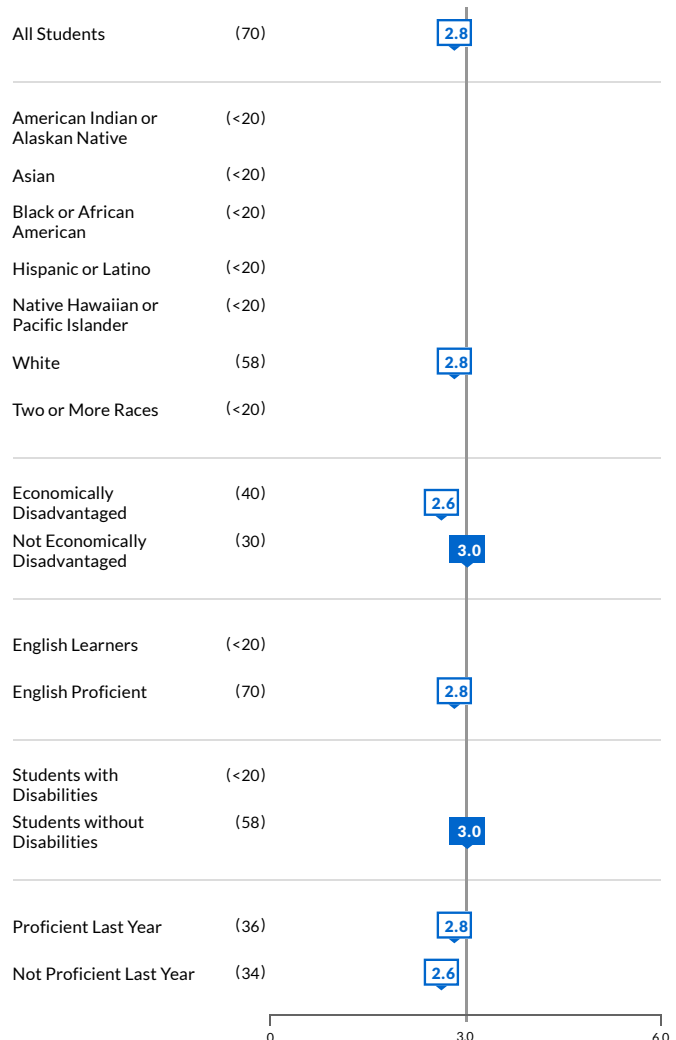 All Students (70) 2.8
American Indian or (<20)
Alaskan Native
Asian (<20)
Black or African (<20)
American
Hispanic or Latino (<20)
Native Hawaiian or (<20)
Pacific Islander
White (58) 2.8
Two or More Races (<20)
Economically (40) 2.6
Disadvantaged
Not Economically (30) 3.0
Disadvantaged
English Learners (<20)
English Proficient (70) 2.8
Students with (<20)
Disabilities
Students without (58) 3.0
Disabilities
Proficient Last Year (36) 2.8
Not Proficient Last Year (34) 2.6
0 3.0 6.0